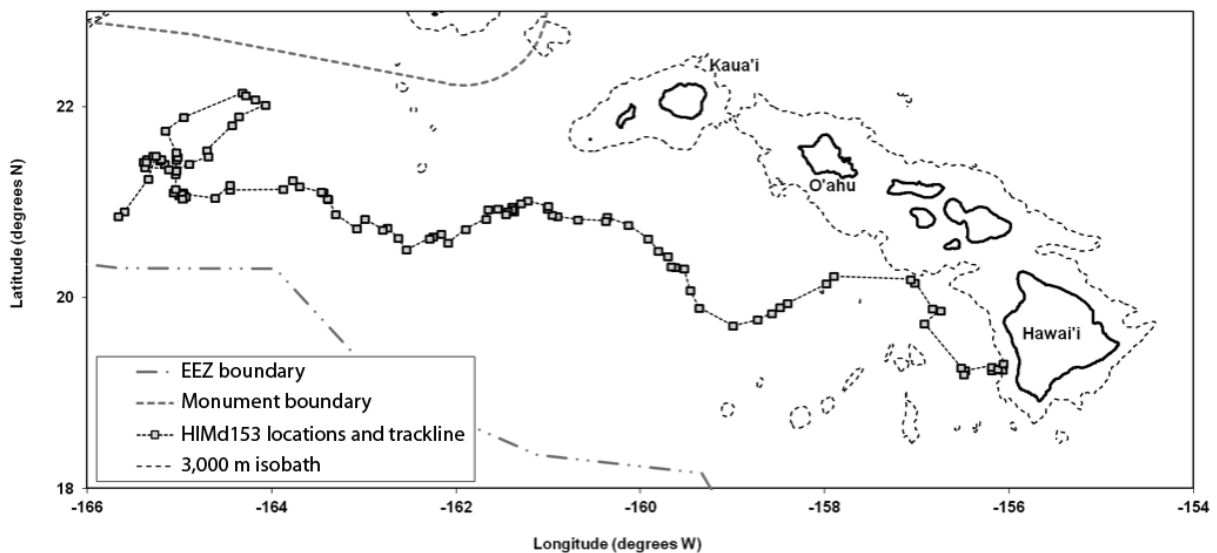 Kaua'i
22
O'ahu
Latitude (degrees N)
20
Hawai'i
EEZ boundary
Monument boundary
HIMd153 locations and trackline
3,000 m isobath
18
-166 -164 -162 -160 -158 -156 -154
Longitude (degrees W)